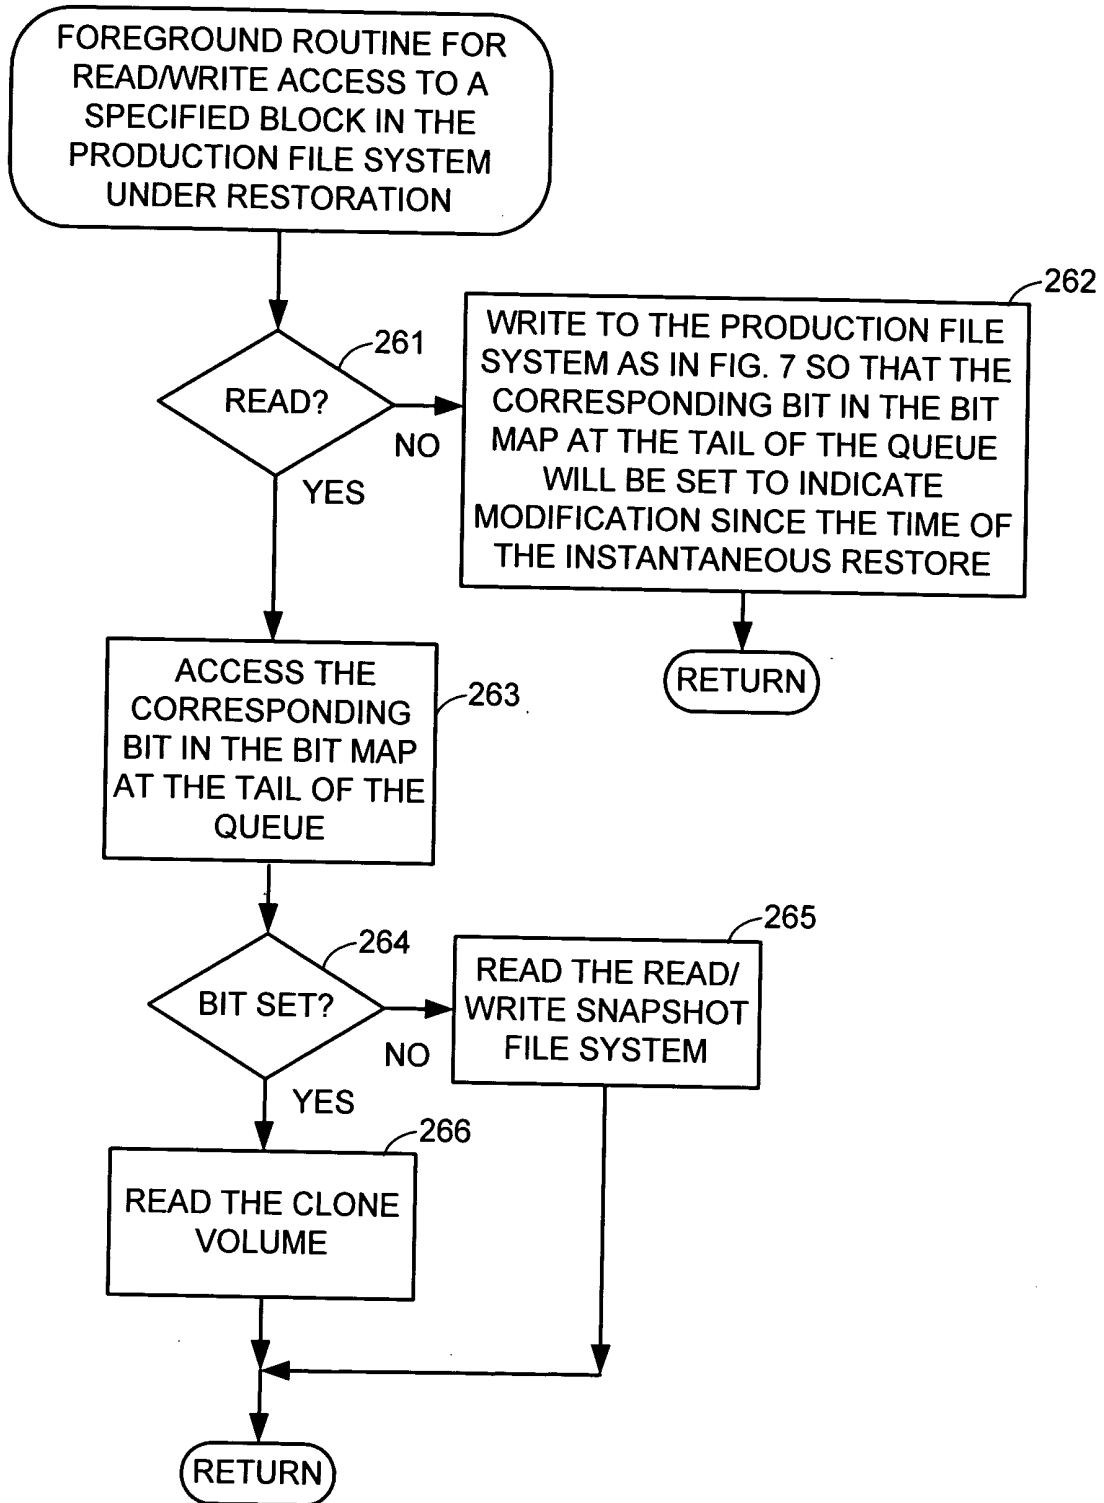 FOREGROUND ROUTINE FOR
READ/WRITE ACCESS TO A
SPECIFIED BLOCK IN THE
PRODUCTION FILE SYSTEM
UNDER RESTORATION
261
READ?
NO
YES
262
WRITE TO THE PRODUCTION FILE
SYSTEM AS IN FIG. 7 SO THAT THE
CORRESPONDING BIT IN THE BIT
MAP AT THE TAIL OF THE QUEUE
WILL BE SET TO INDICATE
MODIFICATION SINCE THE TIME OF
THE INSTANTANEOUS RESTORE
RETURN
ACCESS THE
CORRESPONDING
BIT IN THE BIT MAP
AT THE TAIL OF THE
QUEUE
263
264
BIT SET?
NO
YES
265
READ THE READ/
WRITE SNAPSHOT
FILE SYSTEM
266
READ THE CLONE
VOLUME
RETURN